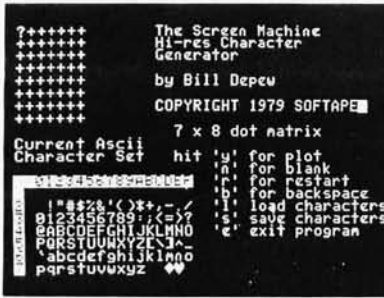 ?++++++
+++++++
+++++++
+++++++
+++++++
+++++++
+++++++
+++++++
The Screen Machine
Hi-res Character
Generator
by Bill Depew
COPYRIGHT 1979 SOFTAPE
7 x 8 dot matrix
Current Ascii
Character Set
hit 'y' for plot
'n' for blank
'r' for restart
'b' for backspace
'l' load characters
's' save characters
'e' exit program
0123456789ABCDEF
!"#$%&'()*+,-./
0123456789:;<=>?
@ABCDEFGHIJKLMNO
PQRSTUVWXYZ[\]^_
`abcdefghijklmno
pqrstuvwxyz